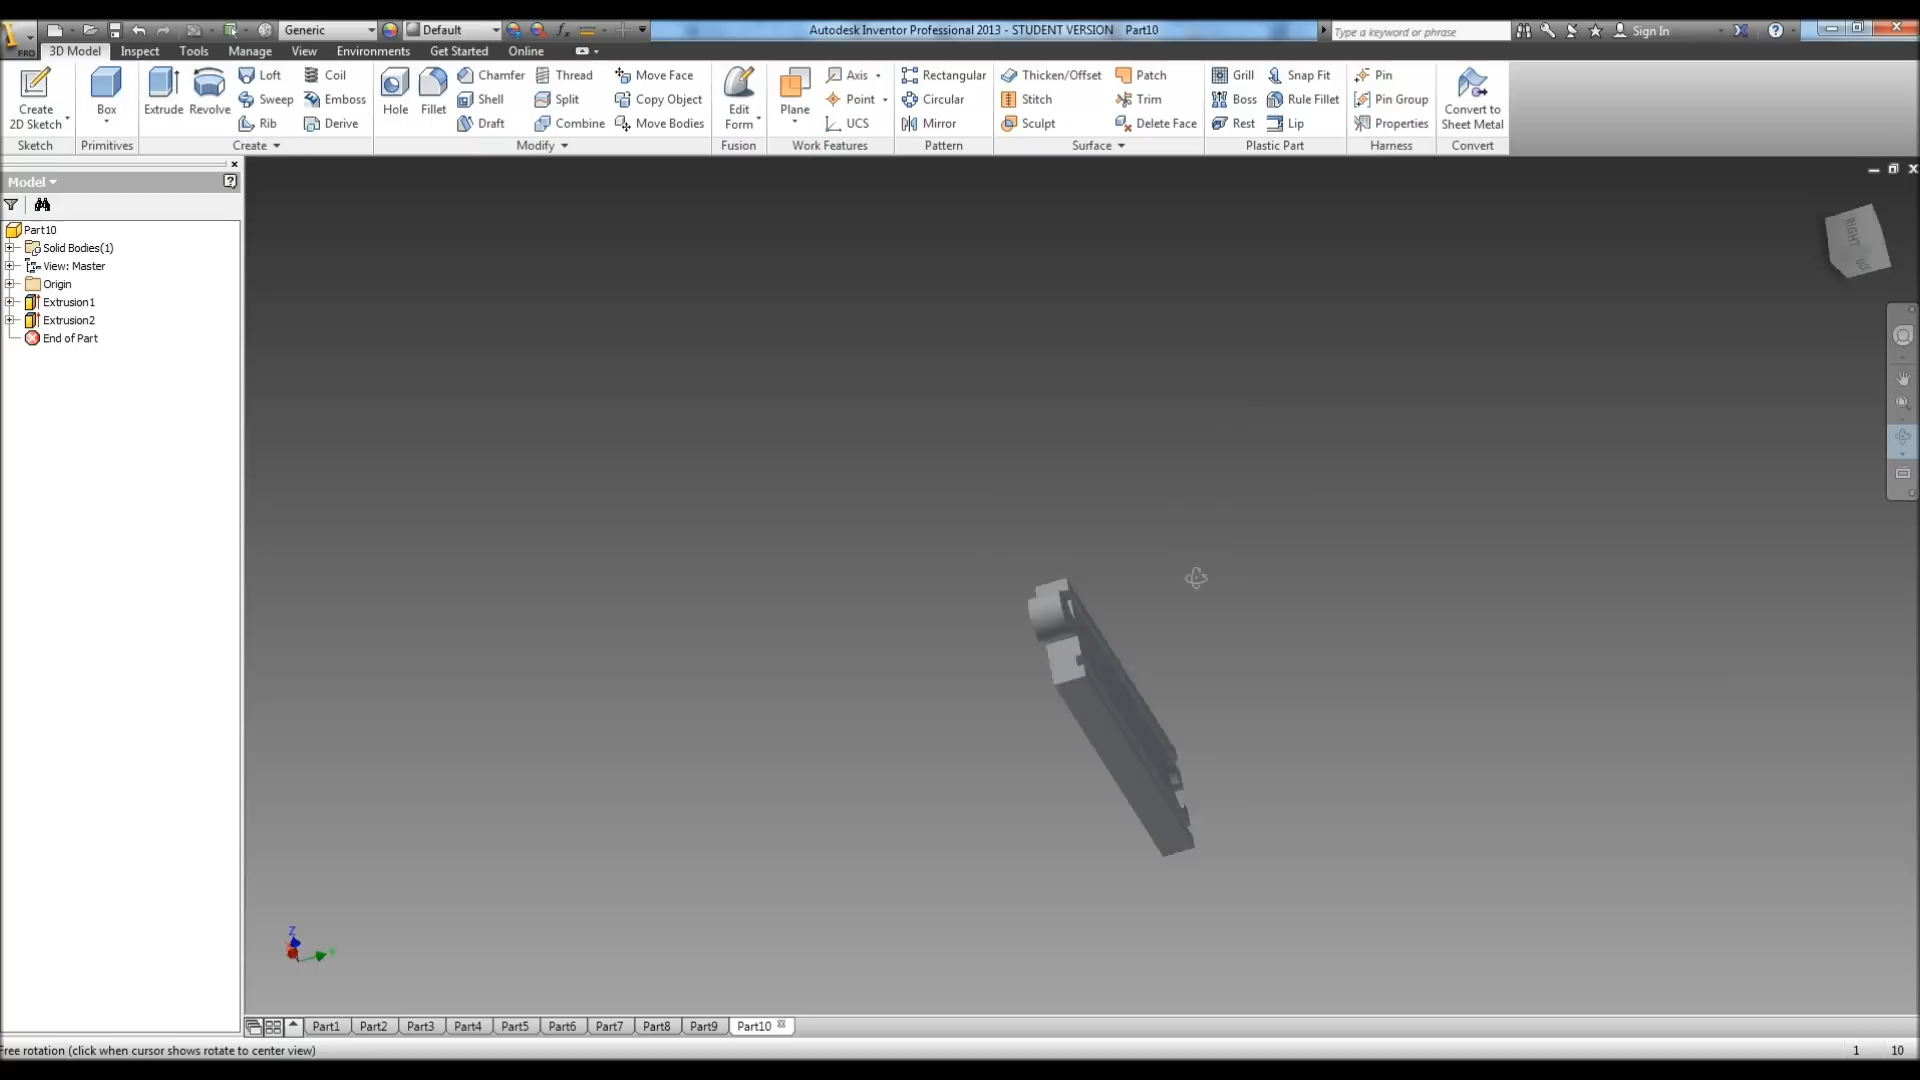 Generic
Default
Autodesk Inventor Professional 2013 - STUDENT VERSION Part10
Type a keyword or phrase
Sign In
PRO
3D Model Inspect Tools Manage View Environments Get Started Online
Create 2D Sketch
Sketch
Box
Primitives
Extrude Revolve
Loft Coil
Sweep Emboss
Rib Derive
Create
Hole Fillet
Chamfer Thread Move Face
Shell Split Copy Object
Draft Combine Move Bodies
Modify
Edit Form
Fusion
Plane
Axis
Point
UCS
Work Features
Rectangular
Circular
Mirror
Pattern
Thicken/Offset Patch
Stitch Trim
Sculpt Delete Face
Surface
Grill Snap Fit
Boss Rule Fillet
Rest Lip
Plastic Part
Pin
Pin Group
Properties
Harness
Convert to Sheet Metal
Convert
Model
Part10
Solid Bodies(1)
View: Master
Origin
Extrusion1
Extrusion2
End of Part
RIGHT
Z
Part1 Part2 Part3 Part4 Part5 Part6 Part7 Part8 Part9 Part10
Free rotation (click when cursor shows rotate to center view)
1 10